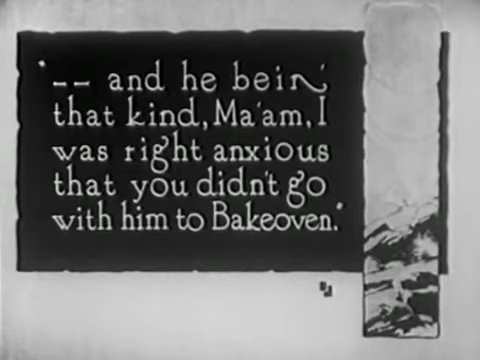 "-- and he bein'
that kind, Ma'am, I
was right anxious
that you didn't go
with him to Bakeoven."